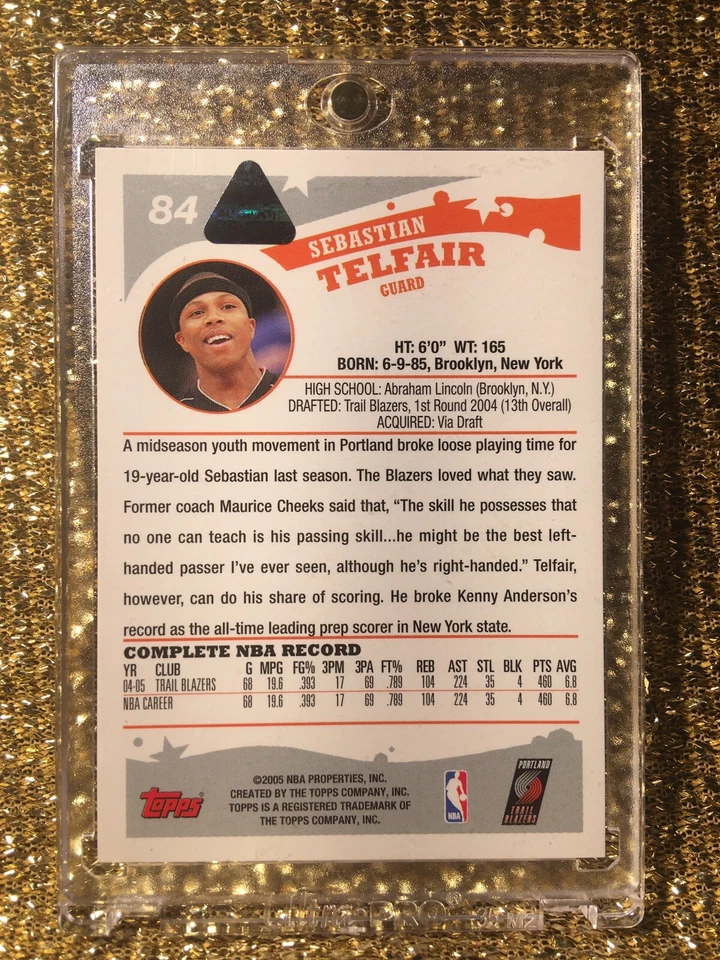 84
SEBASTIAN
TELFAIR
GUARD
HT: 6'0" WT: 165
BORN: 6-9-85, Brooklyn, New York
HIGH SCHOOL: Abraham Lincoln (Brooklyn, N.Y.)
DRAFTED: Trail Blazers, 1st Round 2004 (13th Overall)
ACQUIRED: Via Draft
A midseason youth movement in Portland broke loose playing time for
19-year-old Sebastian last season. The Blazers loved what they saw.
Former coach Maurice Cheeks said that, “The skill he possesses that
no one can teach is his passing skill...he might be the best left-
handed passer I've ever seen, although he's right-handed.” Telfair,
however, can do his share of scoring. He broke Kenny Anderson's
record as the all-time leading prep scorer in New York state.
COMPLETE NBA RECORD
YR CLUB G MPG FG% 3PM 3PA FT% REB AST STL BLK PTS AVG
04-05 TRAIL BLAZERS 68 19.6 .393 17 69 .789 104 224 35 4 460 6.8
NBA CAREER 68 19.6 .393 17 69 .789 104 224 35 4 460 6.8
©2005 NBA PROPERTIES, INC.
CREATED BY THE TOPPS COMPANY, INC.
TOPPS IS A REGISTERED TRADEMARK OF
THE TOPPS COMPANY, INC.
topps®
NBA
PORTLAND
TRAIL
BLAZERS
PRO®